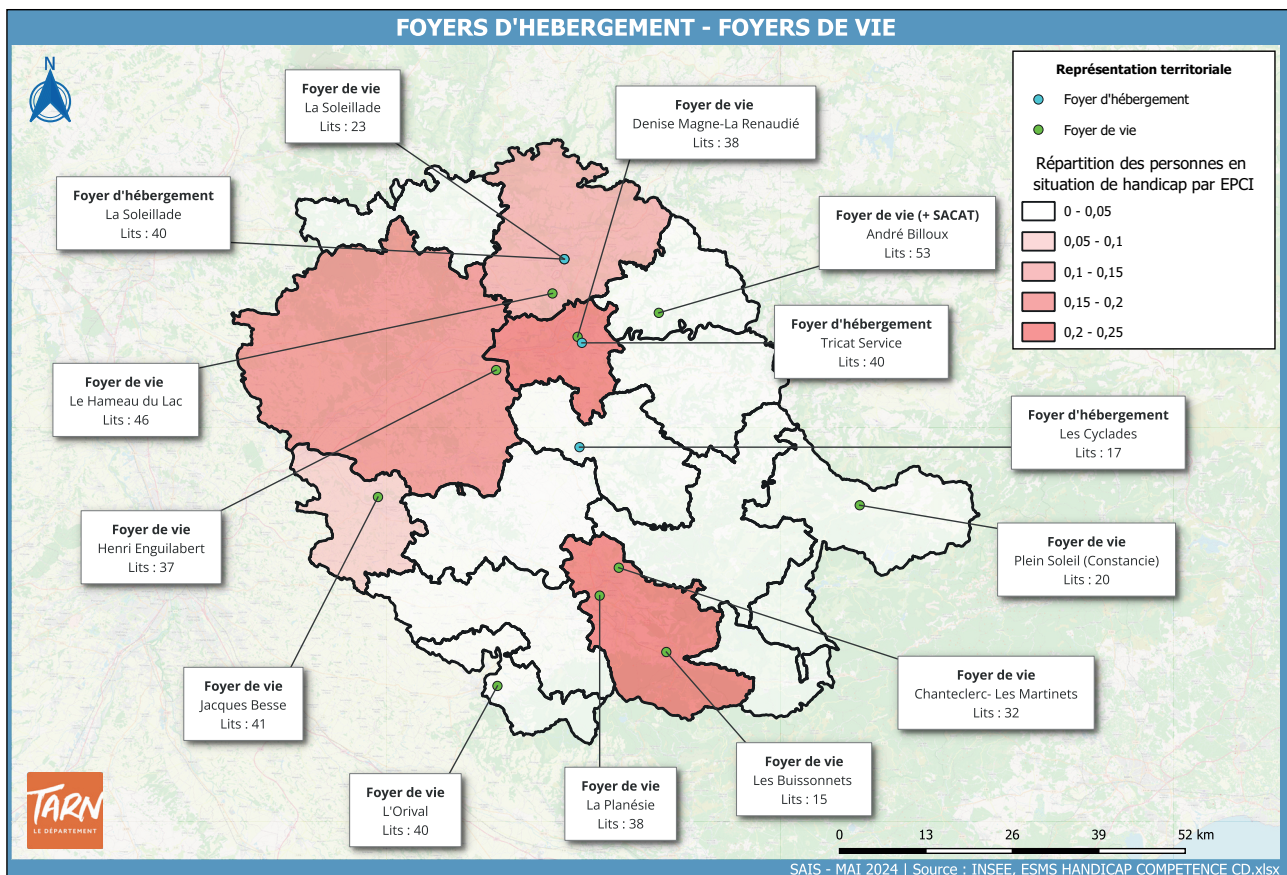 FOYERS D'HEBERGEMENT - FOYERS DE VIE
N
Foyer de vie
La Soleillade
Lits : 23
Foyer de vie
Denise Magne-La Renaudié
Lits : 38
Représentation territoriale
Foyer d'hébergement
Foyer de vie
Répartition des personnes en
situation de handicap par EPCI
0 - 0,05
0,05 - 0,1
0,1 - 0,15
0,15 - 0,2
0,2 - 0,25
Foyer d'hébergement
La Soleillade
Lits : 40
Foyer de vie (+ SACAT)
André Billoux
Lits : 53
Foyer d'hébergement
Tricat Service
Lits : 40
Foyer de vie
Le Hameau du Lac
Lits : 46
Foyer d'hébergement
Les Cyclades
Lits : 17
Foyer de vie
Henri Enguilabert
Lits : 37
Foyer de vie
Plein Soleil (Constancie)
Lits : 20
Foyer de vie
Jacques Besse
Lits : 41
Foyer de vie
Chanteclerc- Les Martinets
Lits : 32
Foyer de vie
L'Orival
Lits : 40
Foyer de vie
La Planésie
Lits : 38
Foyer de vie
Les Buissonnets
Lits : 15
TARN
LE DÉPARTEMENT
0 13 26 39 52 km
SAIS - MAI 2024 | Source : INSEE, ESMS HANDICAP COMPETENCE CD.xlsx